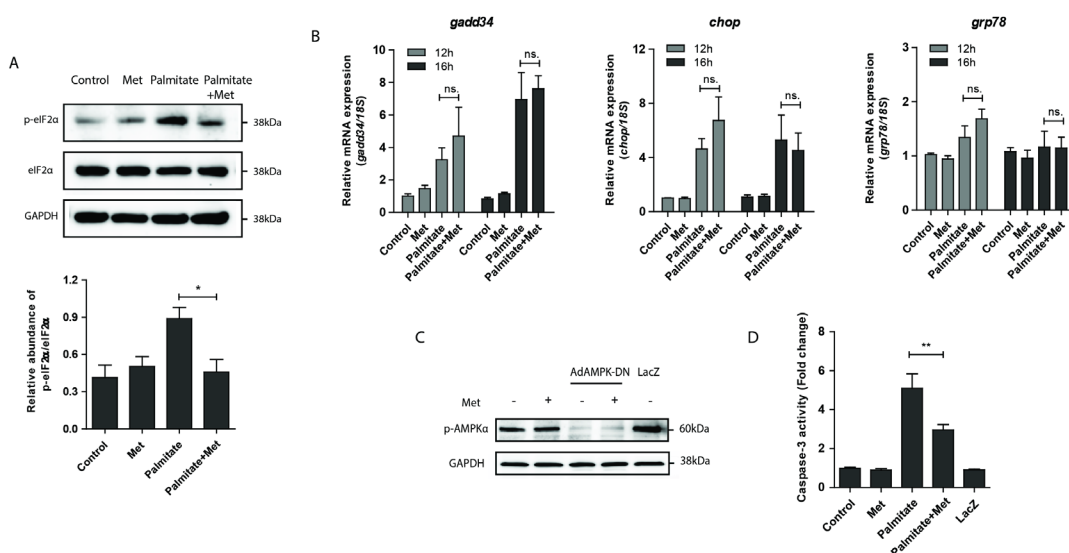 A
Control Met Palmitate Palmitate
+Met
p-eIF2α
38kDa
eIF2α
38kDa
GAPDH
38kDa
Relative abundance of
p-eIF2α/eIF2α
1.2
0.9
0.6
0.3
0.0
*
Control
Met
Palmitate
Palmitate+Met
B
gadd34
Relative mRNA expression
(gadd34/18S)
10
8
6
4
2
0
12h
16h
ns.
ns.
Control
Met
Palmitate
Palmitate+Met
Control
Met
Palmitate
Palmitate+Met
chop
Relative mRNA expression
(chop/18S)
12
8
4
0
12h
16h
ns.
ns.
Control
Met
Palmitate
Palmitate+Met
Control
Met
Palmitate
Palmitate+Met
grp78
Relative mRNA expression
(grp78/18S)
3
2
1
0
12h
16h
ns.
ns.
Control
Met
Palmitate
Palmitate+Met
Control
Met
Palmitate
Palmitate+Met
C
AdAMPK-DN LacZ
Met - + - + -
p-AMPKα
60kDa
GAPDH
38kDa
D
Caspase-3 activity (Fold change)
8
6
4
2
0
**
Control
Met
Palmitate
Palmitate+Met
LacZ